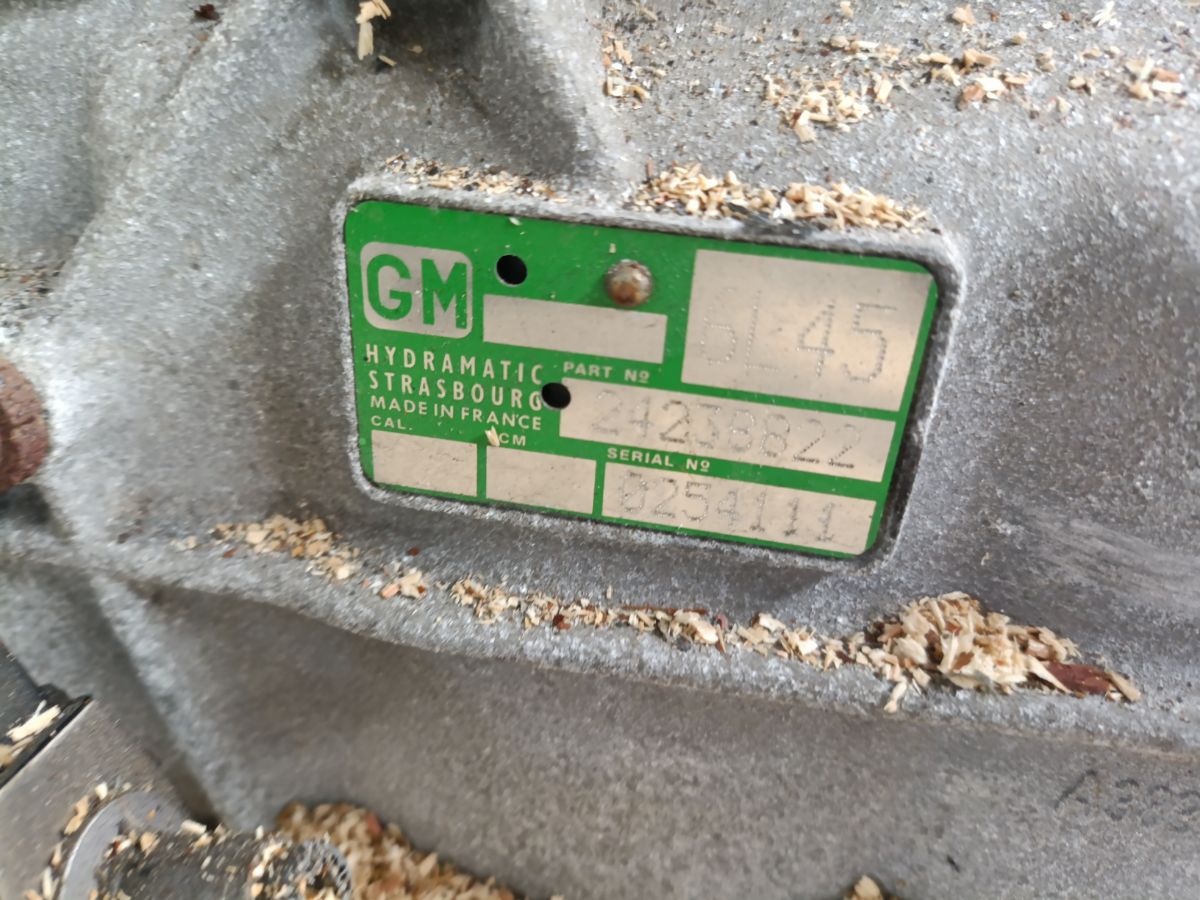 GM
6L45
HYDRAMATIC
STRASBOURG
MADE IN FRANCE
PART Nº
24238822
CAL.
CM
SERIAL Nº
0254111